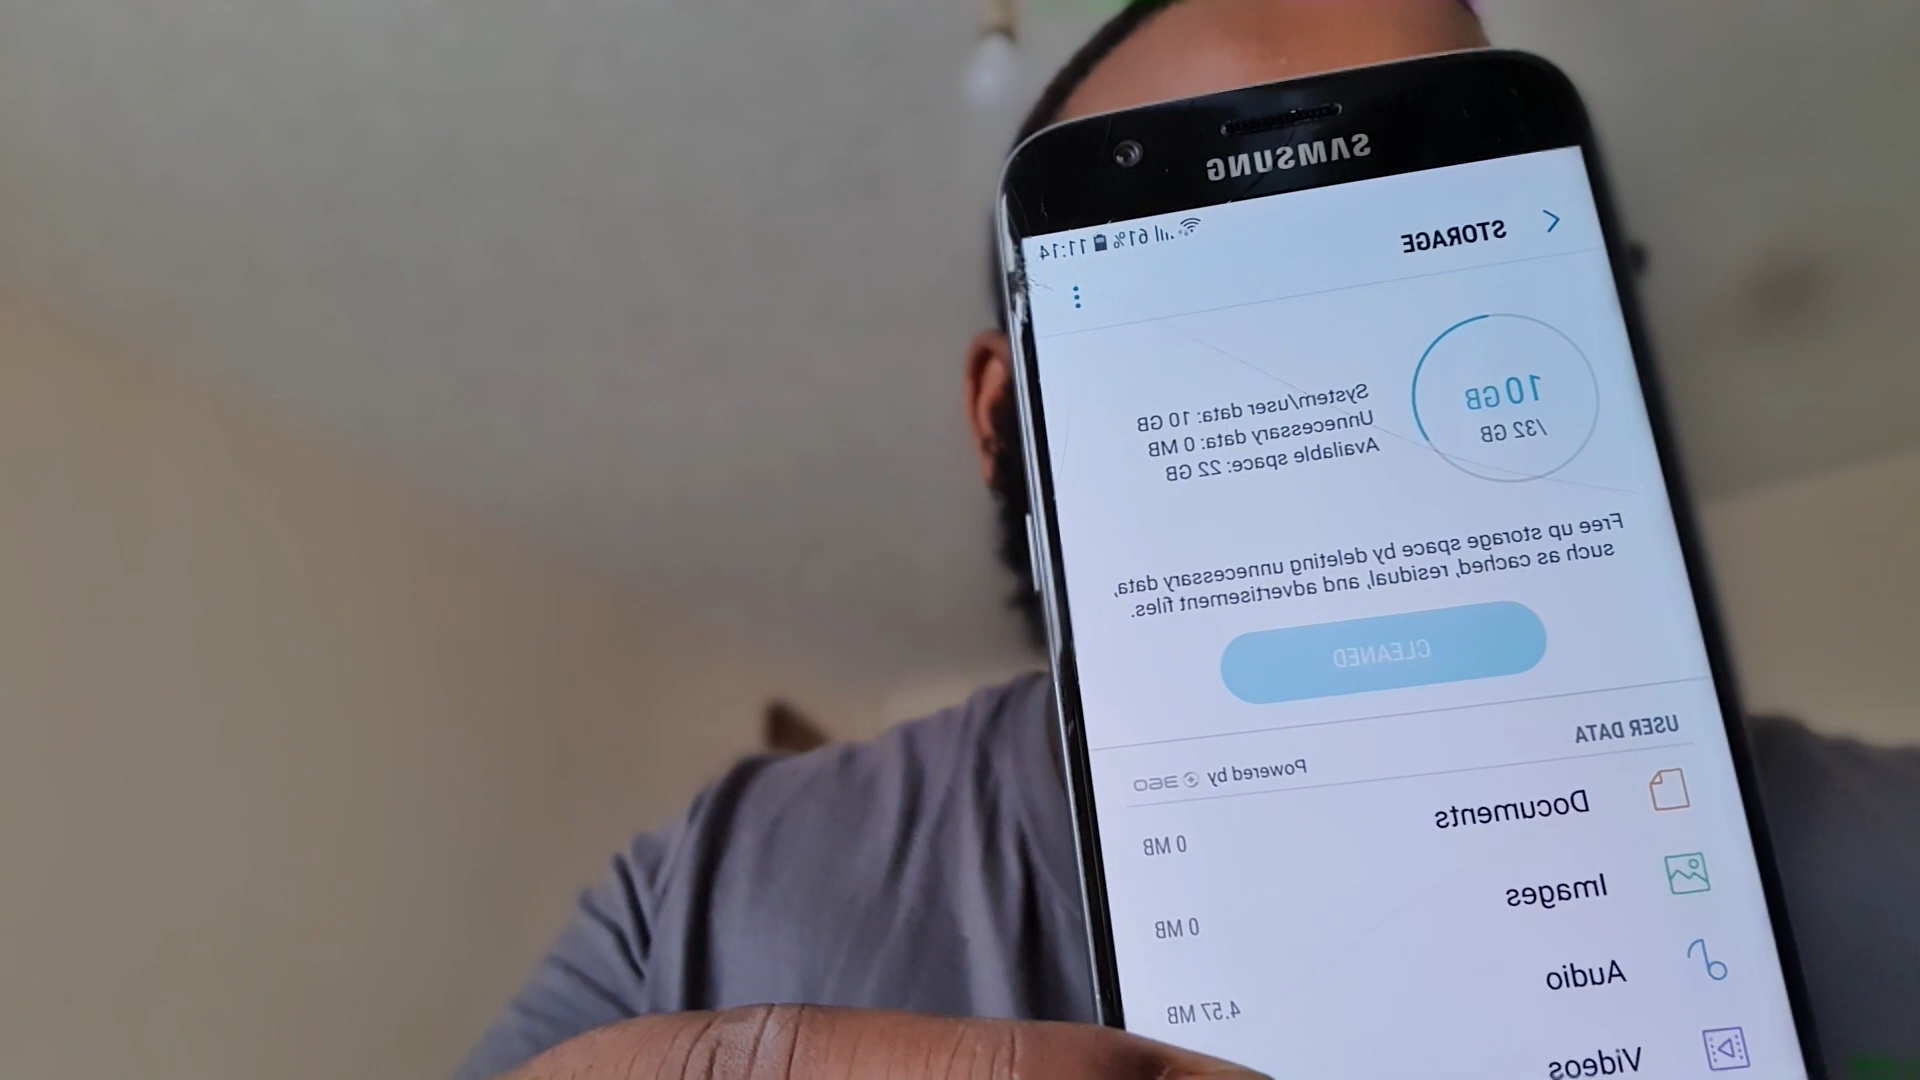 SAMSUNG
61% 11:14
STORAGE
10 GB
/32 GB
System/user data: 10 GB
Unnecessary data: 0 MB
Available space: 22 GB
Free up storage space by deleting unnecessary data,
such as cached, residual, and advertisement files.
CLEANED
USER DATA
Powered by 360
Documents 0 MB
Images 0 MB
Audio 4.57 MB
Videos